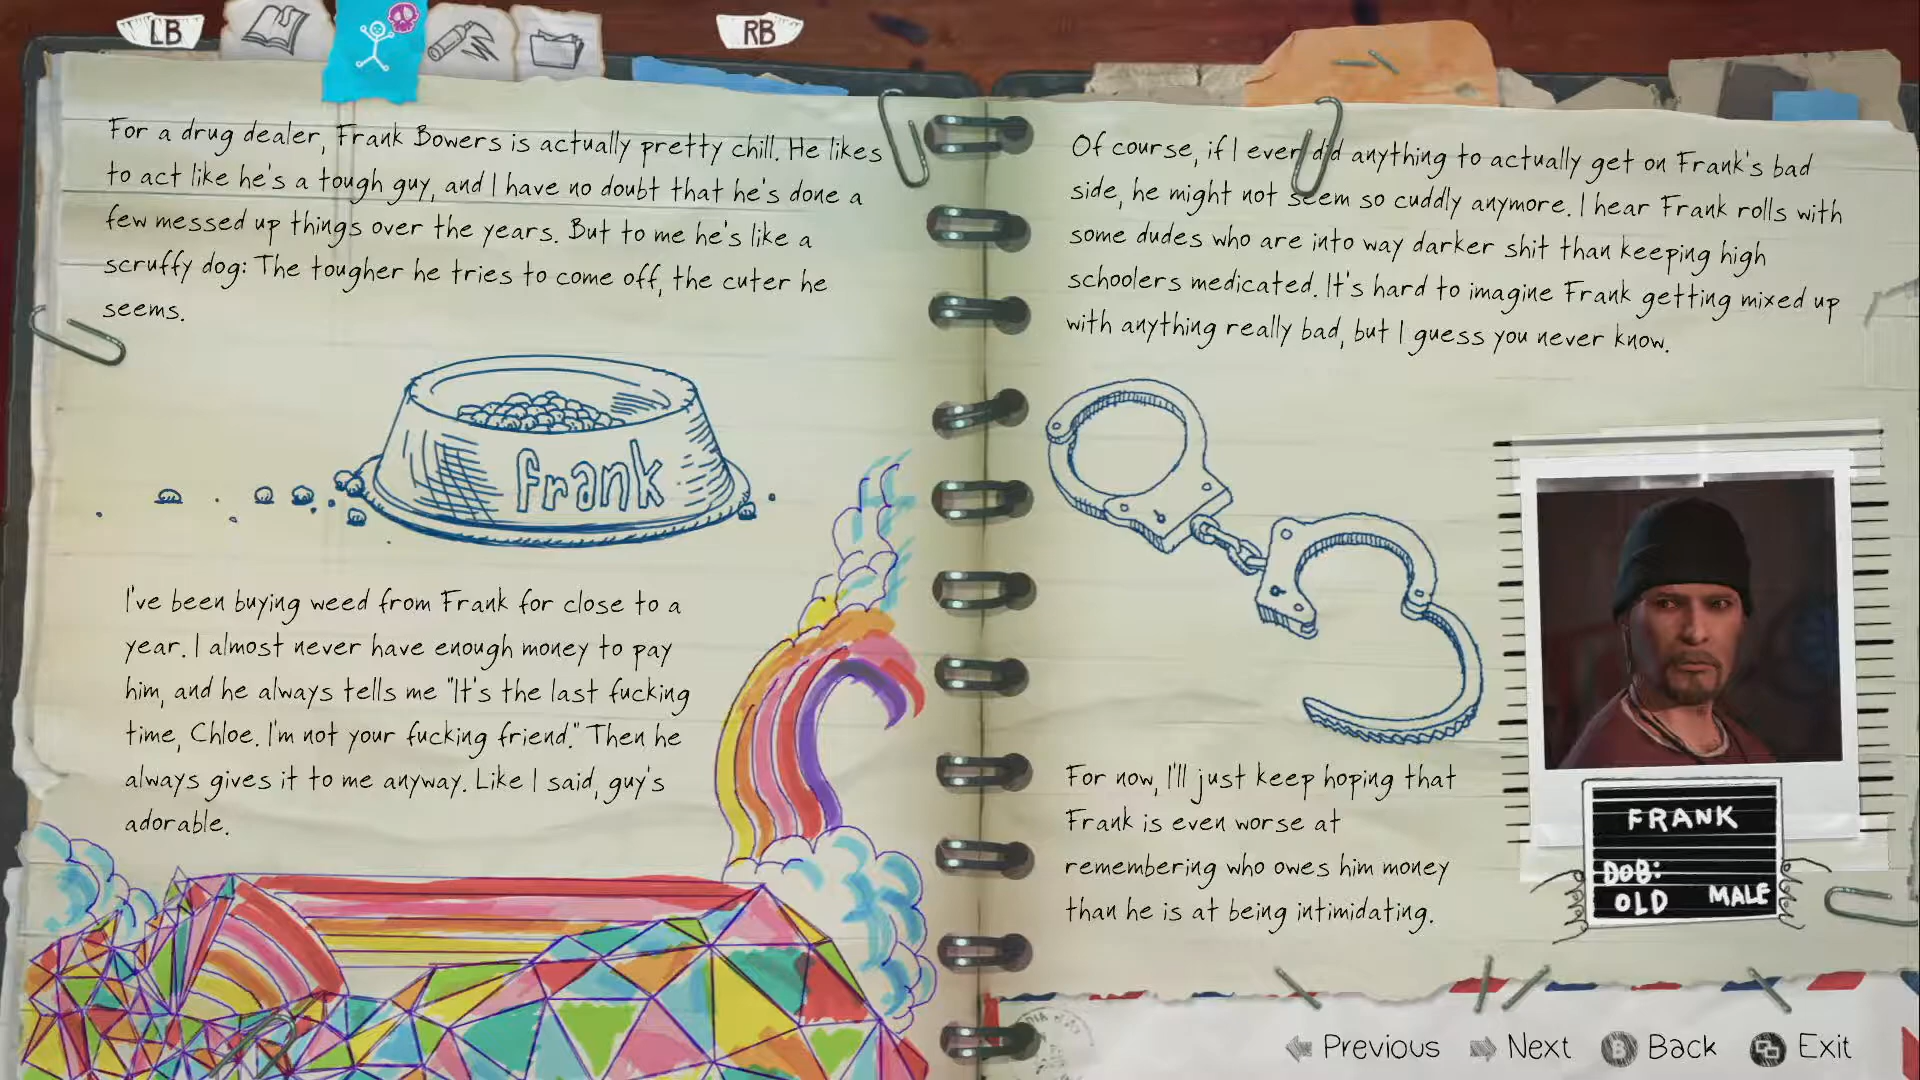 LB
RB
For a drug dealer, Frank Bowers is actually pretty chill. He likes
to act like he's a tough guy, and I have no doubt that he's done a
few messed up things over the years. But to me he's like a
scruffy dog: The tougher he tries to come off, the cuter he
seems.
frank
I've been buying weed from Frank for close to a
year. I almost never have enough money to pay
him, and he always tells me "It's the last fucking
time, Chloe. I'm not your fucking friend." Then he
always gives it to me anyway. Like I said, guy's
adorable.
Of course, if I ever did anything to actually get on Frank's bad
side, he might not seem so cuddly anymore. I hear Frank rolls with
some dudes who are into way darker shit than keeping high
schoolers medicated. It's hard to imagine Frank getting mixed up
with anything really bad, but I guess you never know.
For now, I'll just keep hoping that
Frank is even worse at
remembering who owes him money
than he is at being intimidating.
FRANK
DOB:
OLD MALE
Previous Next B Back Exit